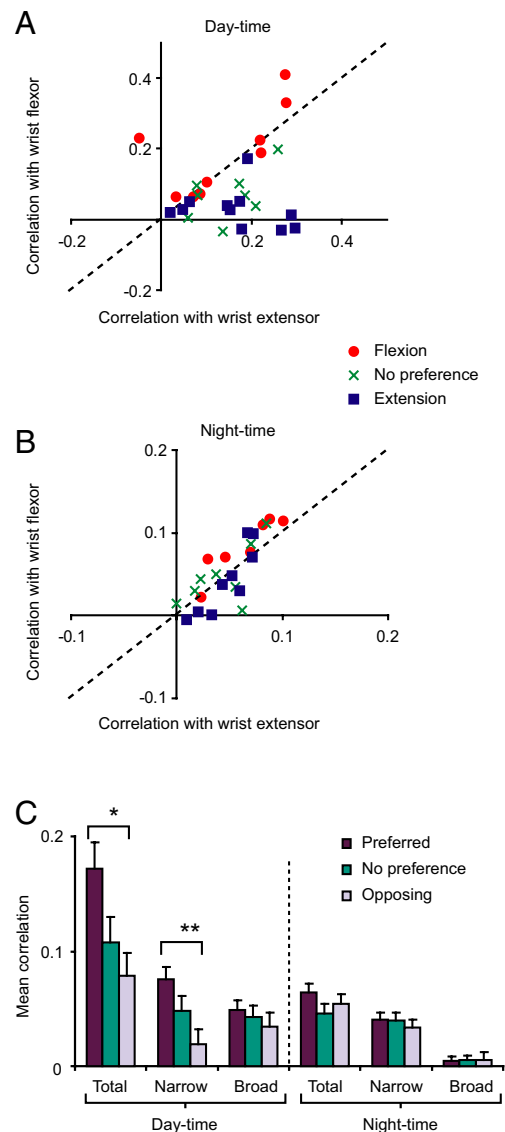 A
Day-time
Correlation with wrist flexor
0.4
0.2
-0.2
0.2
0.4
-0.2
Correlation with wrist extensor
Flexion
No preference
Extension
B
Night-time
Correlation with wrist flexor
0.2
0.1
-0.1
0.1
0.2
-0.1
Correlation with wrist extensor
C
Mean correlation
0.2
0.1
0
*
**
Preferred
No preference
Opposing
Total Narrow Broad Total Narrow Broad
Day-time Night-time